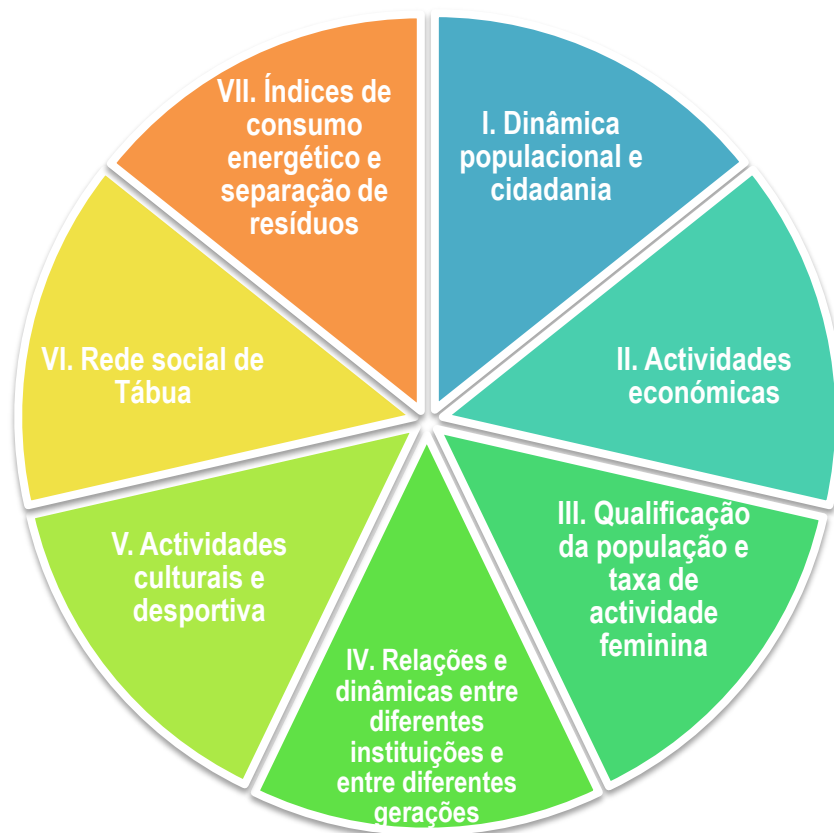 I. Dinâmica
populacional e
cidadania
II. Actividades
económicas
III. Qualificação
da população e
taxa de
actividade
feminina
IV. Relações e
dinâmicas entre
diferentes
instituições e
entre diferentes
gerações
V. Actividades
culturais e
desportiva
VI. Rede social de
Tábua
VII. Índices de
consumo
energético e
separação de
resíduos